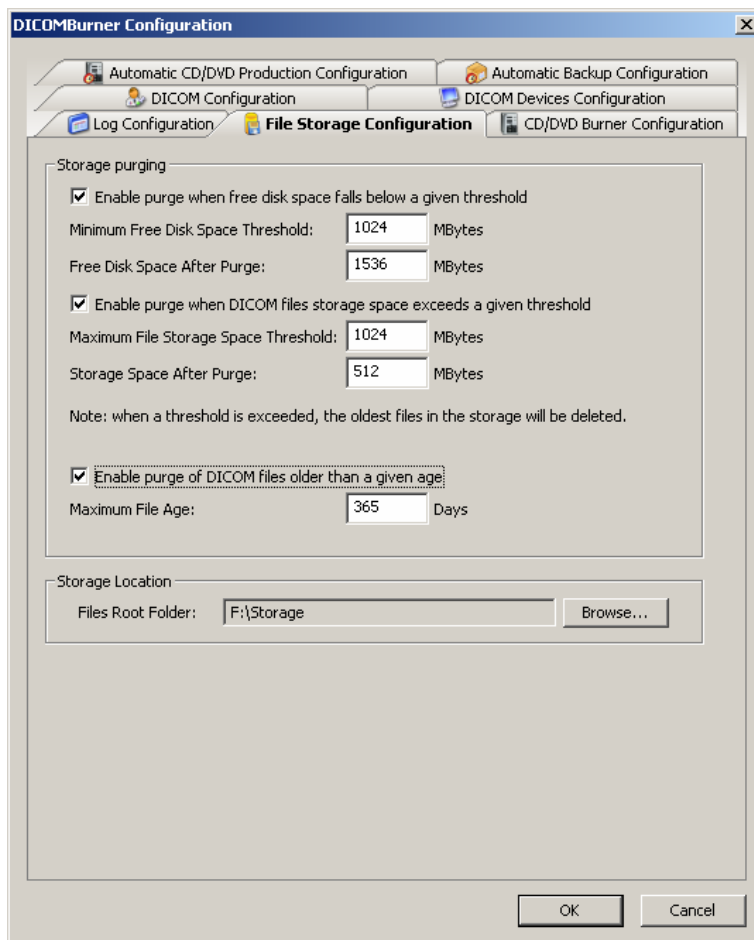 DICOMBurner Configuration
Automatic CD/DVD Production Configuration
Automatic Backup Configuration
DICOM Configuration
DICOM Devices Configuration
Log Configuration
File Storage Configuration
CD/DVD Burner Configuration
Storage purging
Enable purge when free disk space falls below a given threshold
Minimum Free Disk Space Threshold: 1024 MBytes
Free Disk Space After Purge: 1536 MBytes
Enable purge when DICOM files storage space exceeds a given threshold
Maximum File Storage Space Threshold: 1024 MBytes
Storage Space After Purge: 512 MBytes
Note: when a threshold is exceeded, the oldest files in the storage will be deleted.
Enable purge of DICOM files older than a given age
Maximum File Age: 365 Days
Storage Location
Files Root Folder: F:\Storage Browse...
OK Cancel